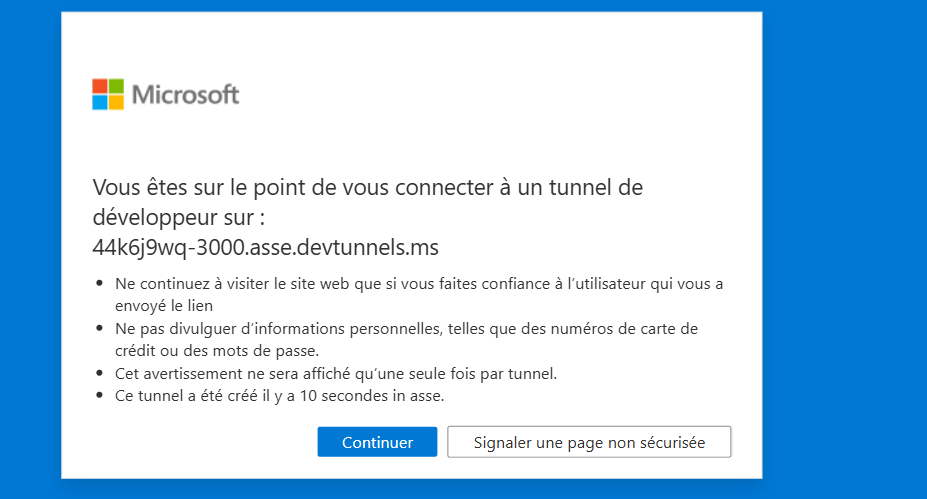 Microsoft
Vous êtes sur le point de vous connecter à un tunnel de
développeur sur :
44k6j9wq-3000.asse.devtunnels.ms
• Ne continuez à visiter le site web que si vous faites confiance à l'utilisateur qui vous a
envoyé le lien
• Ne pas divulguer d'informations personnelles, telles que des numéros de carte de
crédit ou des mots de passe.
• Cet avertissement ne sera affiché qu'une seule fois par tunnel.
• Ce tunnel a été créé il y a 10 secondes in asse.
Continuer
Signaler une page non sécurisée